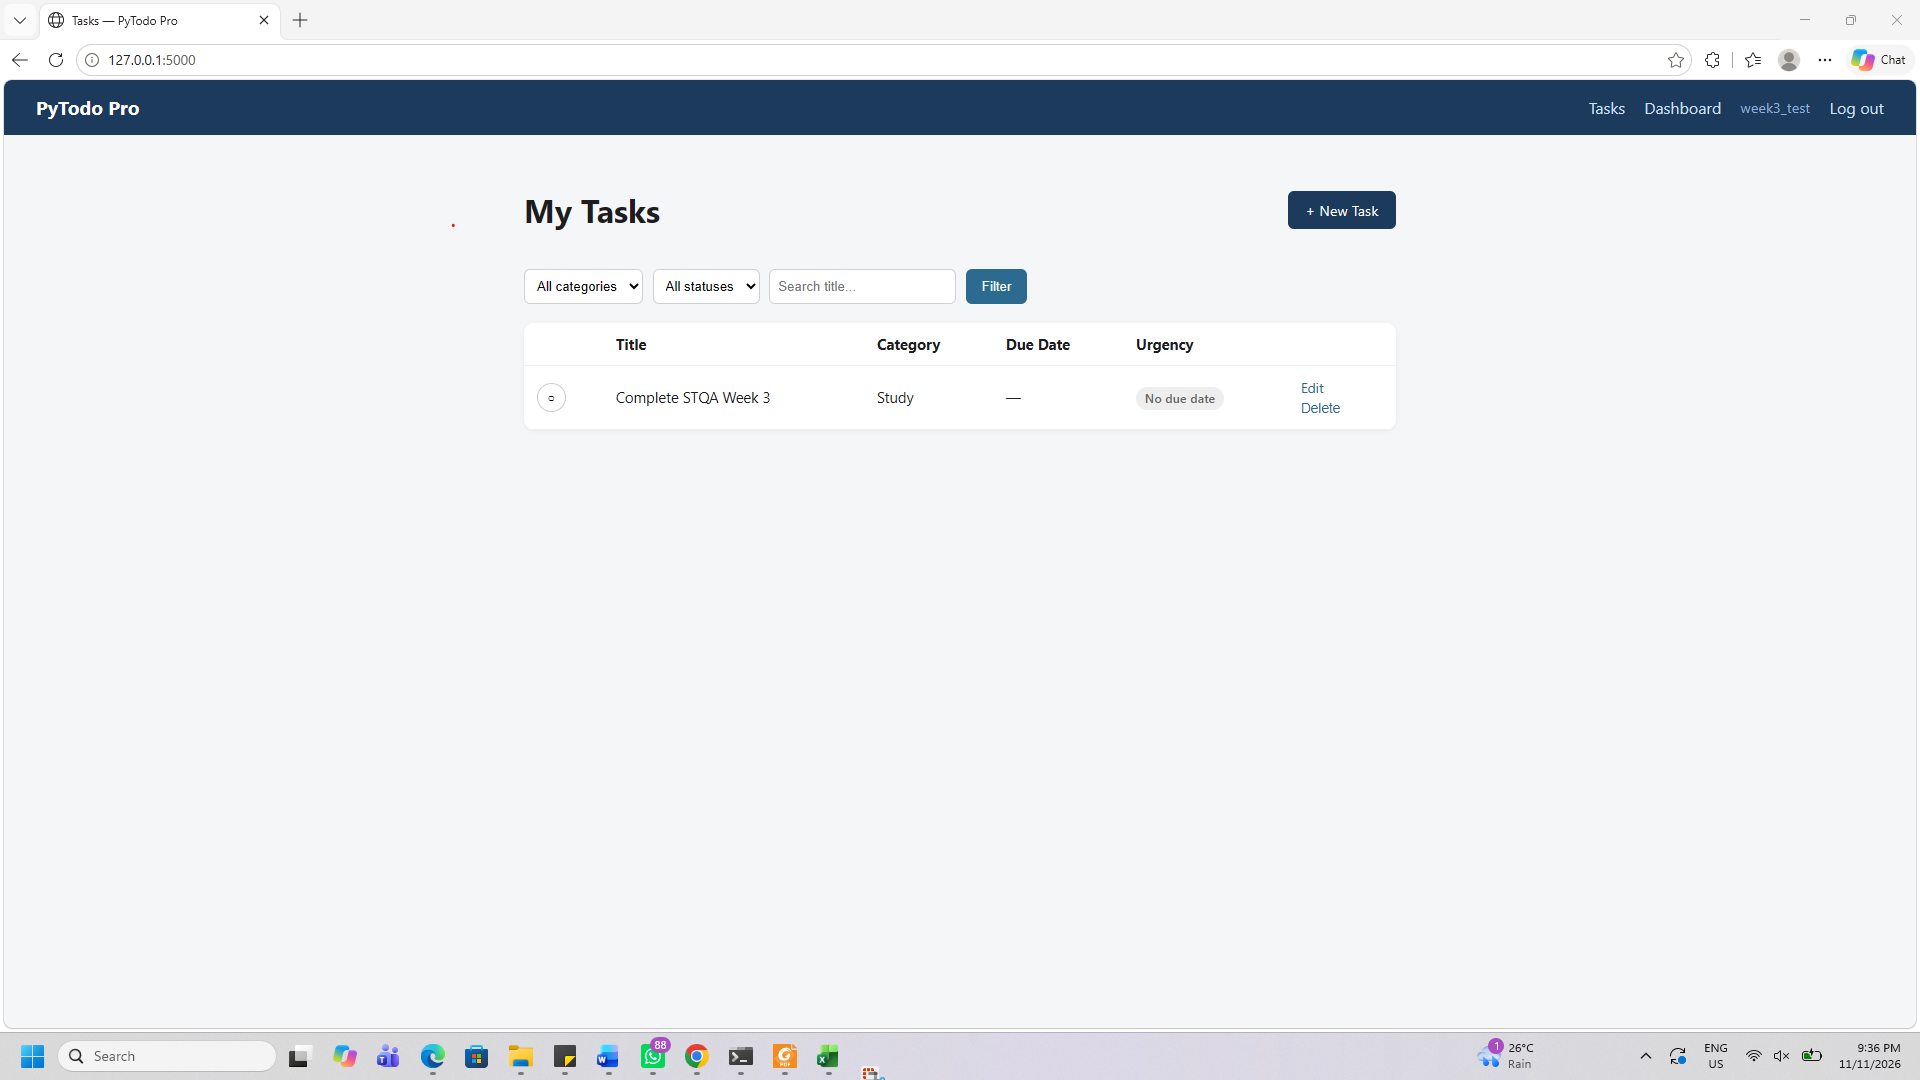 Tasks — PyTodo Pro
127.0.0.1:5000
Chat
PyTodo Pro
Tasks Dashboard week3_test Log out
My Tasks
+ New Task
All categories All statuses Search title... Filter
Title Category Due Date Urgency
Complete STQA Week 3 Study — No due date Edit
Delete
Search
88
1
26°C
Rain
ENG
US
9:36 PM
11/11/2026